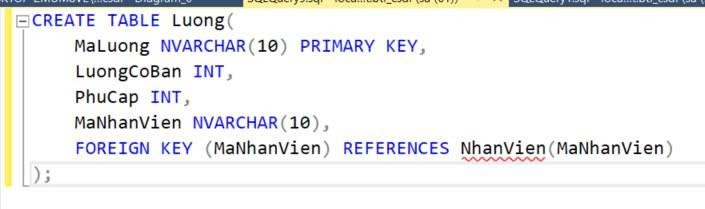 CREATE TABLE Luong(
MaLuong NVARCHAR(10) PRIMARY KEY,
LuongCoBan INT,
PhuCap INT,
MaNhanVien NVARCHAR(10),
FOREIGN KEY (MaNhanVien) REFERENCES NhanVien(MaNhanVien)
);